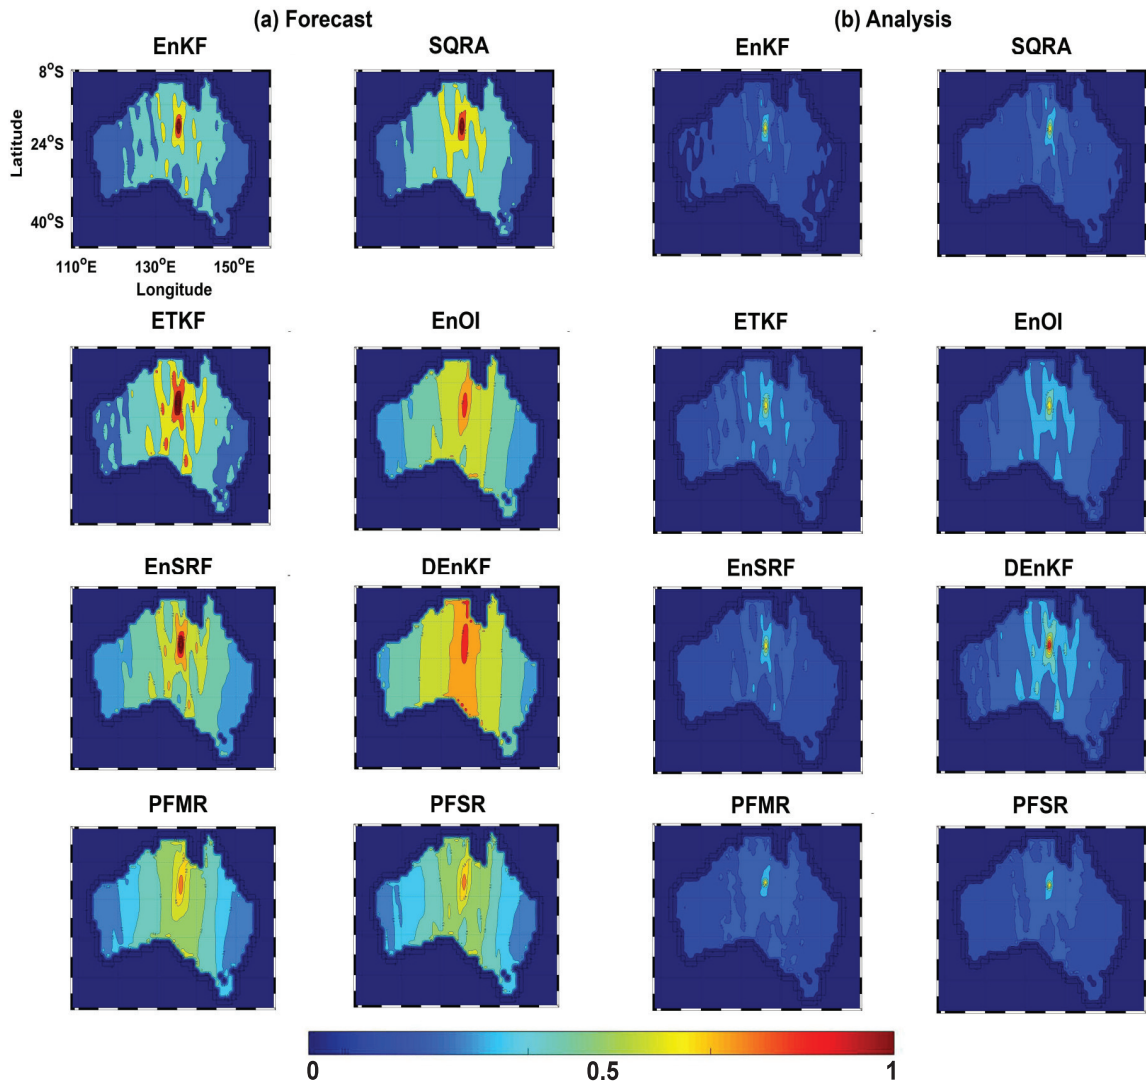 (a) Forecast (b) Analysis
EnKF SQRA EnKF SQRA
8°S
24°S
40°S
Latitude
110°E 130°E 150°E
Longitude
ETKF EnOI ETKF EnOI
EnSRF DEnKF EnSRF DEnKF
PFMR PFSR PFMR PFSR
0 0.5 1